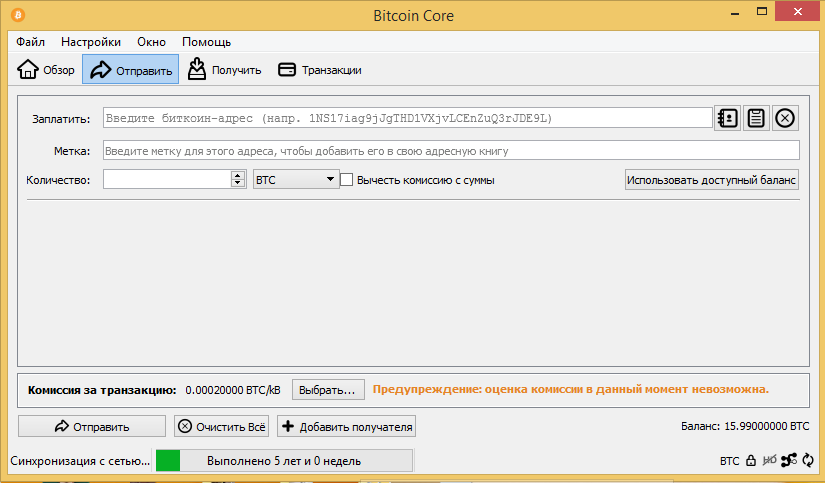 Bitcoin Core
Файл Настройки Окно Помощь
Обзор Отправить Получить Транзакции
Заплатить: Введите биткоин-адрес (напр. 1NS17iag9jJgTHD1VXjvLCEnZuQ3rJDE9L)
Метка: Введите метку для этого адреса, чтобы добавить его в свою адресную книгу
Количество: BTC Вычесть комиссию с суммы Использовать доступный баланс
Комиссия за транзакцию: 0.00020000 BTC/kB Выбрать... Предупреждение: оценка комиссии в данный момент невозможна.
Отправить Очистить Всё Добавить получателя Баланс: 15.99000000 BTC
Синхронизация с сетью... Выполнено 5 лет и 0 недель BTC HD